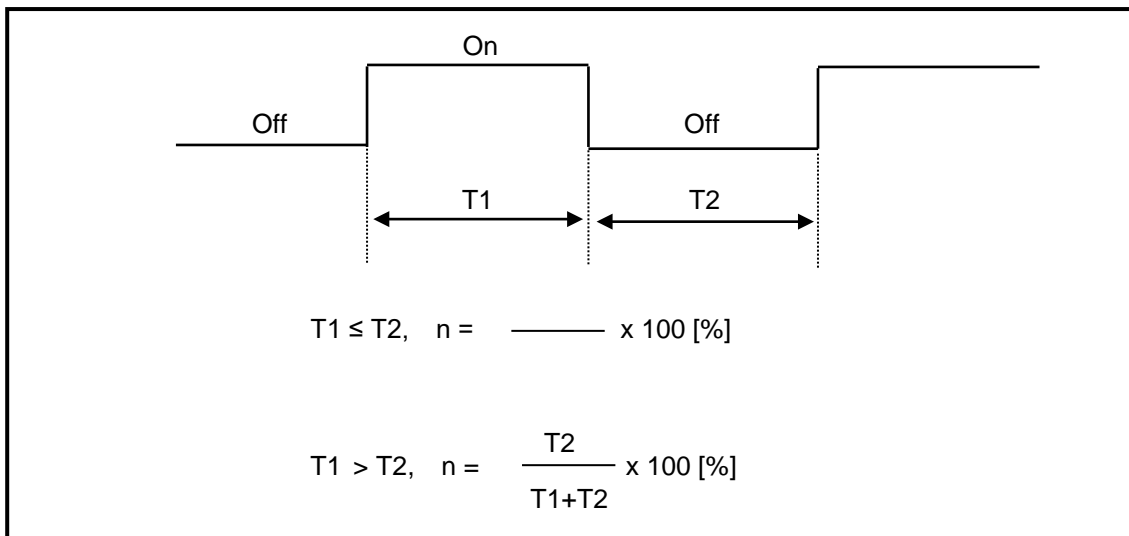 On
Off Off
T1 T2
T1 ≤ T2, n = ——— x 100 [%]
T1 > T2, n = T2 / T1+T2 x 100 [%]